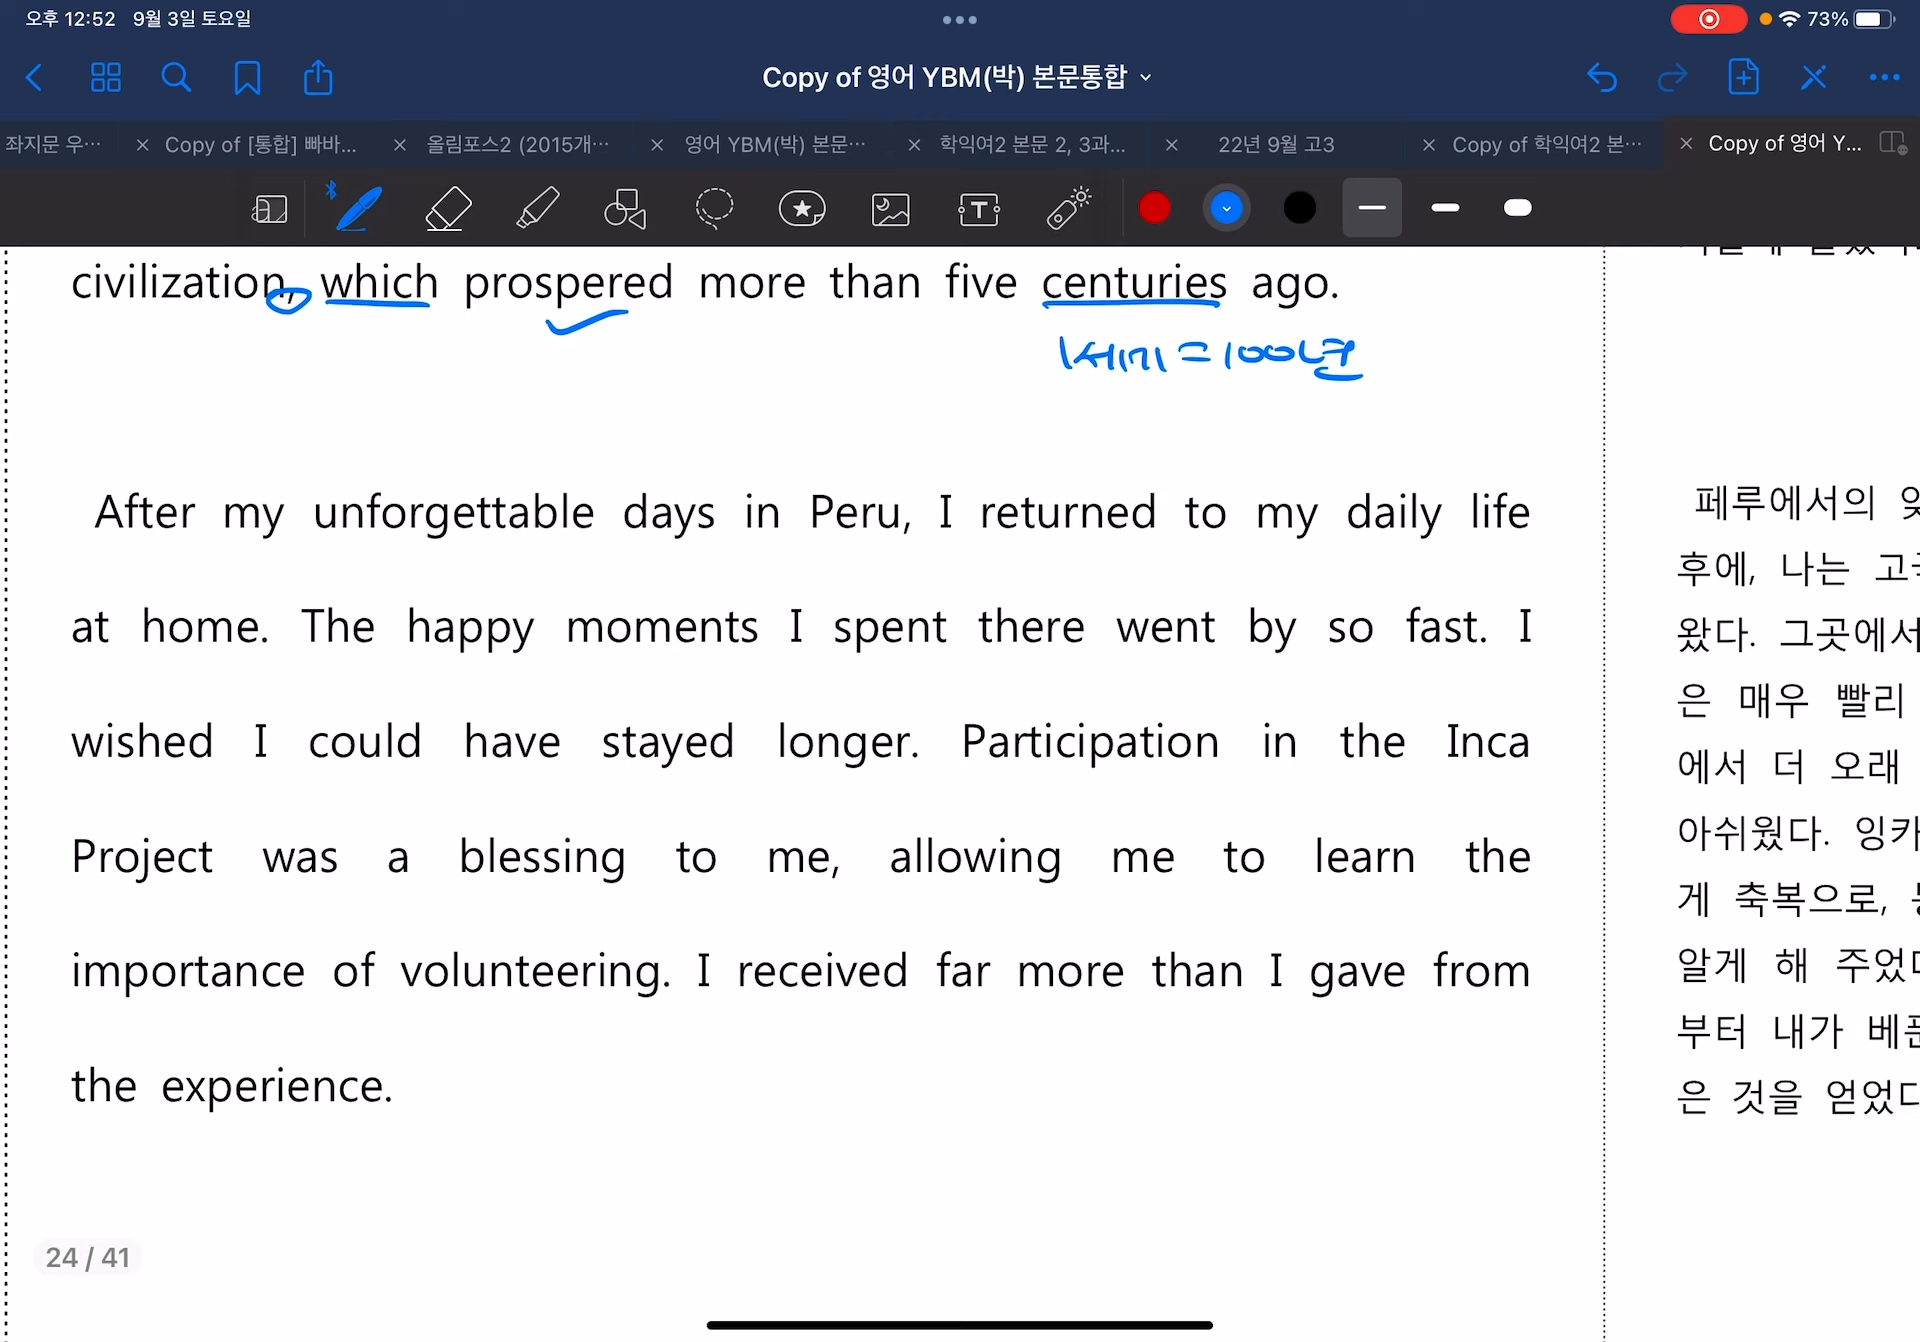 오후 12:52 9월 3일 토요일
73%
Copy of 영어 YBM(박) 본문통합
좌지문 우… Copy of [통합] 빠바... 올림포스2 (2015개… 영어 YBM(박) 본문… 학익여2 본문 2, 3과... 22년 9월 고3 Copy of 학익여2 본… Copy of 영어 Y...
civilization, which prospered more than five centuries ago.
1세기=100년
After my unforgettable days in Peru, I returned to my daily life
at home. The happy moments I spent there went by so fast. I
wished I could have stayed longer. Participation in the Inca
Project was a blessing to me, allowing me to learn the
importance of volunteering. I received far more than I gave from
the experience.
페루에서의
후에, 나는
왔다. 그곳에서
은 매우 빨리
에서 더 오래
아쉬웠다. 잉카
게 축복으로,
알게 해
부터 내가
은 것을
24 / 41